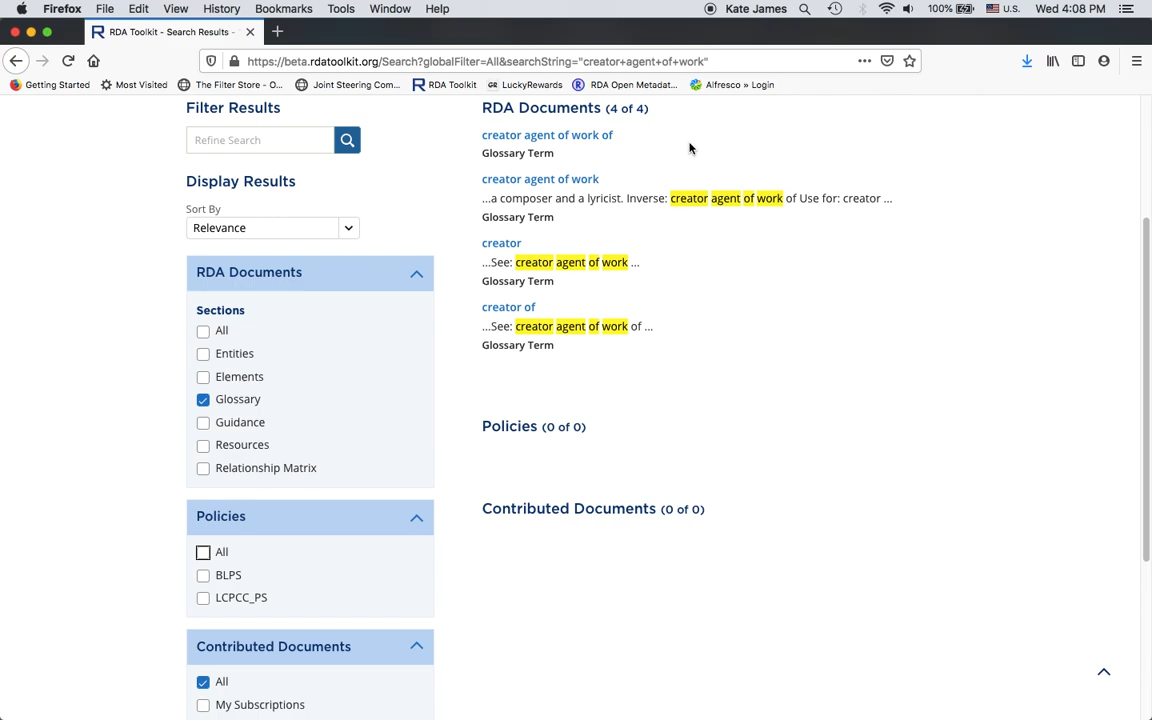 Firefox File Edit View History Bookmarks Tools Window Help Kate James 100% U.S. Wed 4:08 PM
RDA Toolkit - Search Results -
https://beta.rdatoolkit.org/Search?globalFilter=All&searchString="creator+agent+of+work"
Getting Started Most Visited The Filter Store - O... Joint Steering Com... RDA Toolkit LuckyRewards RDA Open Metadat... Alfresco » Login
Filter Results
Refine Search
Display Results
Sort By
Relevance
RDA Documents
Sections
All
Entities
Elements
Glossary
Guidance
Resources
Relationship Matrix
Policies
All
BLPS
LCPCC_PS
Contributed Documents
All
My Subscriptions
RDA Documents (4 of 4)
creator agent of work of
Glossary Term
creator agent of work
...a composer and a lyricist. Inverse: creator agent of work of Use for: creator ...
Glossary Term
creator
...See: creator agent of work ...
Glossary Term
creator of
...See: creator agent of work of ...
Glossary Term
Policies (0 of 0)
Contributed Documents (0 of 0)